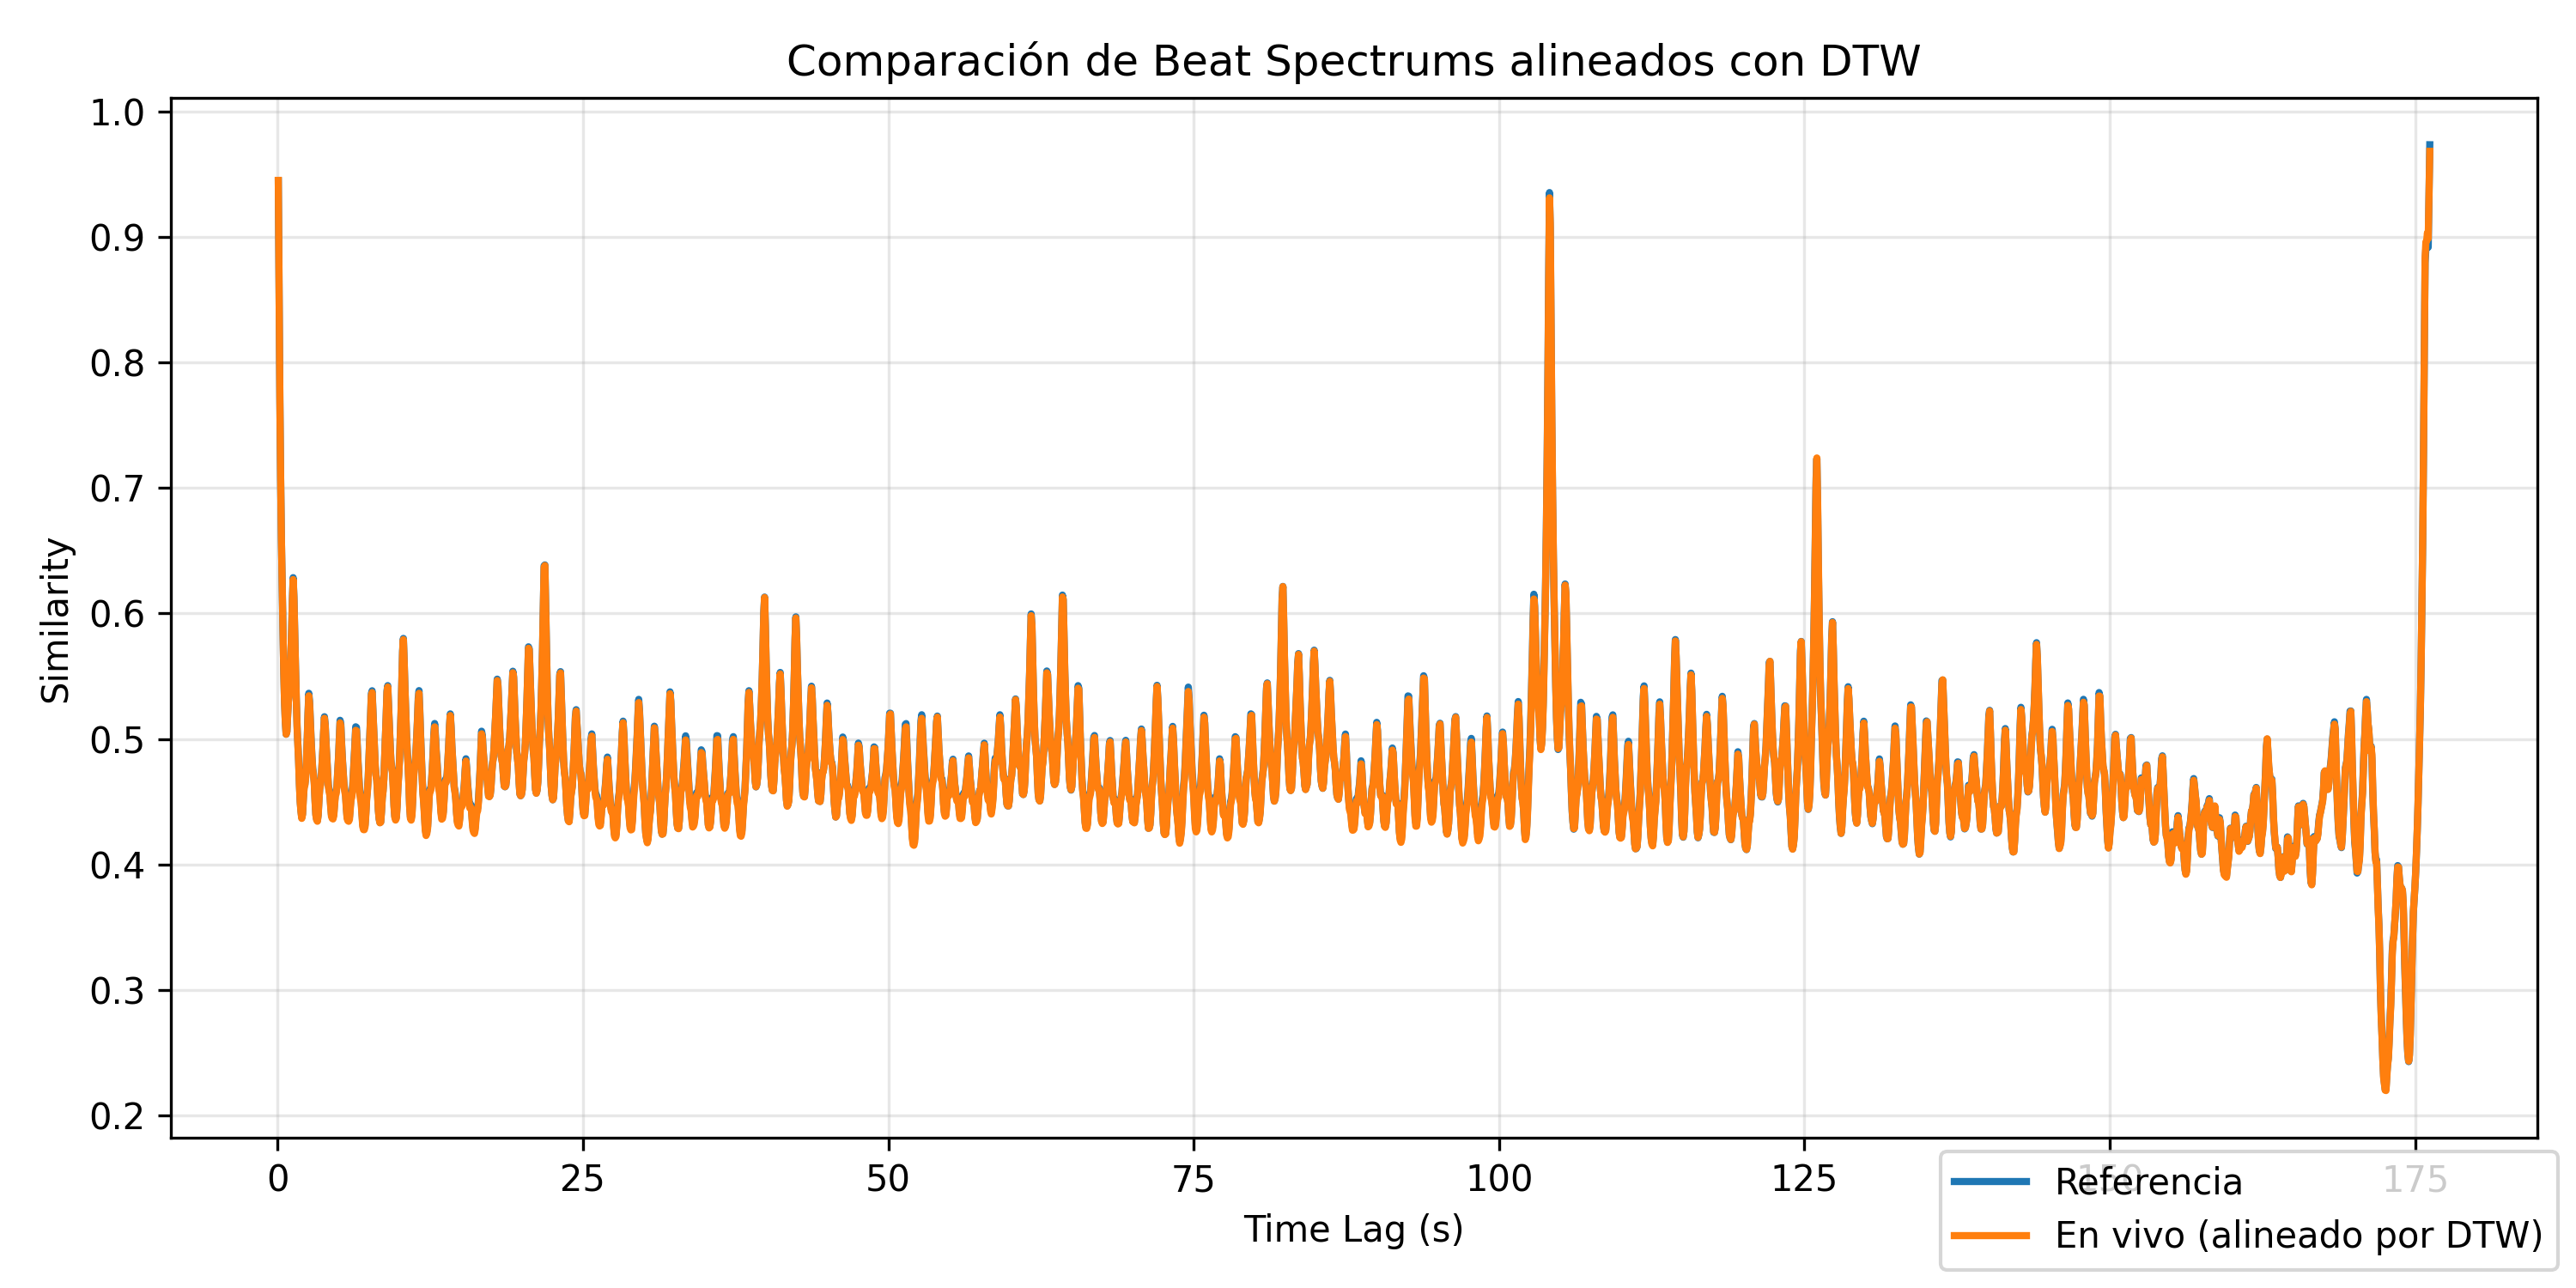 Comparación de Beat Spectrums alineados con DTW
1.0
0.9
0.8
0.7
0.6
0.5
0.4
0.3
0.2
Similarity
0 25 50 75 100 125 150 175
Time Lag (s)
Referencia
En vivo (alineado por DTW)